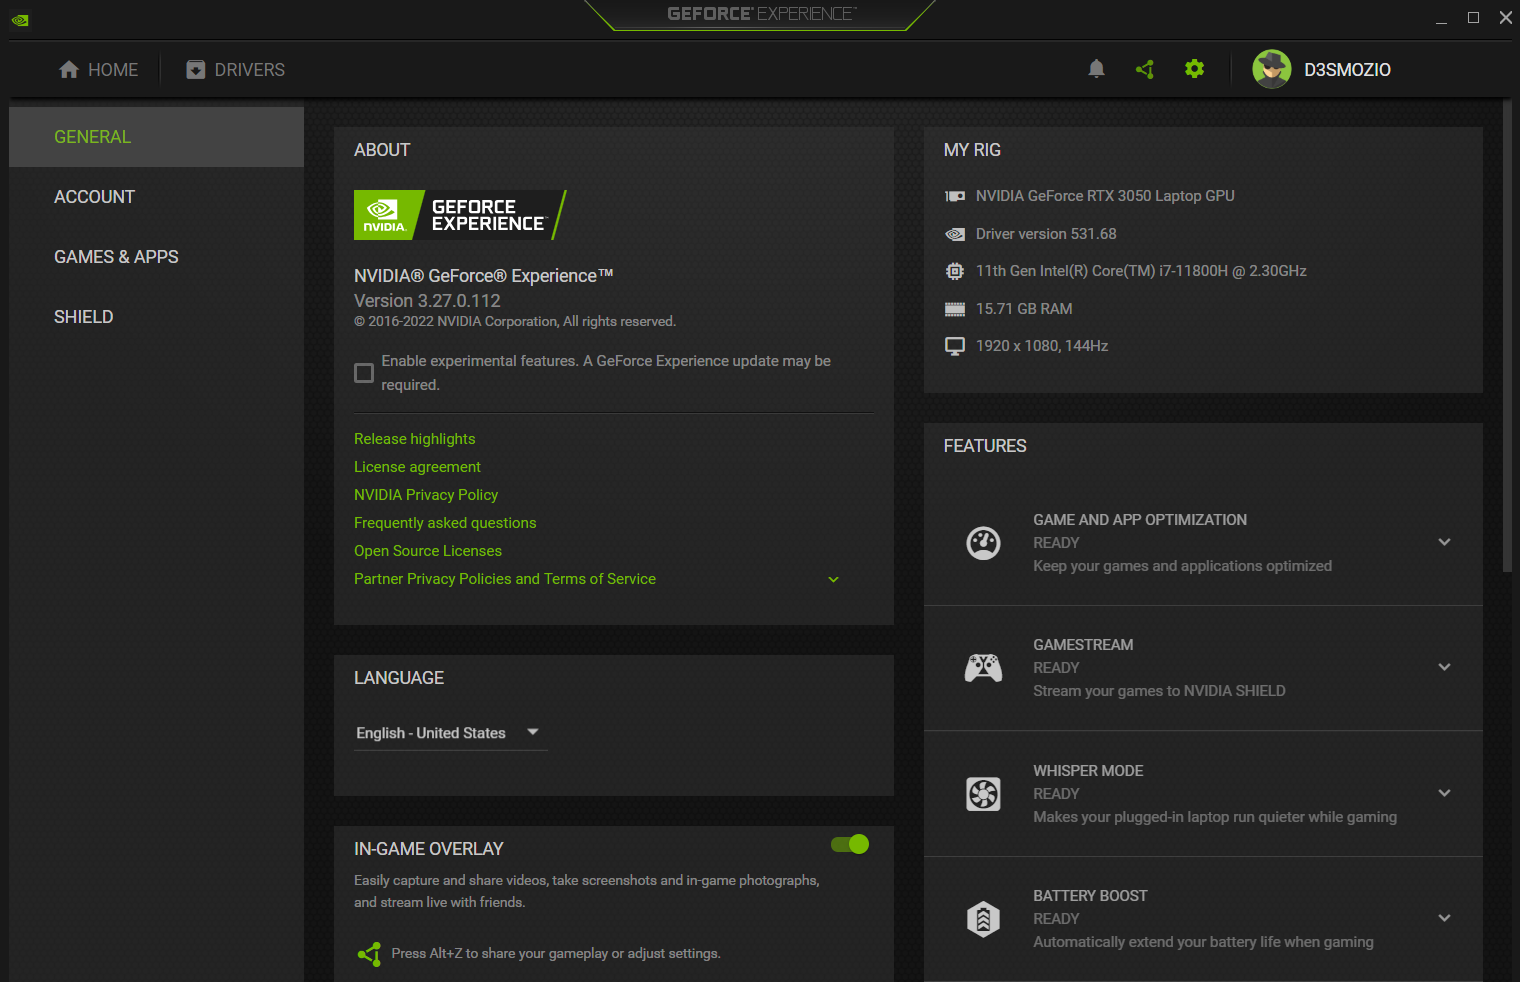 GEFORCE® EXPERIENCE™
HOME
DRIVERS
D3SMOZIO
GENERAL
ACCOUNT
GAMES & APPS
SHIELD
ABOUT
NVIDIA.
GEFORCE
EXPERIENCE™
NVIDIA® GeForce® Experience™
Version 3.27.0.112
© 2016-2022 NVIDIA Corporation, All rights reserved.
Enable experimental features. A GeForce Experience update may be
required.
Release highlights
License agreement
NVIDIA Privacy Policy
Frequently asked questions
Open Source Licenses
Partner Privacy Policies and Terms of Service
LANGUAGE
English - United States
IN-GAME OVERLAY
Easily capture and share videos, take screenshots and in-game photographs,
and stream live with friends.
Press Alt+Z to share your gameplay or adjust settings.
MY RIG
NVIDIA GeForce RTX 3050 Laptop GPU
Driver version 531.68
11th Gen Intel(R) Core(TM) i7-11800H @ 2.30GHz
15.71 GB RAM
1920 x 1080, 144Hz
FEATURES
GAME AND APP OPTIMIZATION
READY
Keep your games and applications optimized
GAMESTREAM
READY
Stream your games to NVIDIA SHIELD
WHISPER MODE
READY
Makes your plugged-in laptop run quieter while gaming
BATTERY BOOST
READY
Automatically extend your battery life when gaming